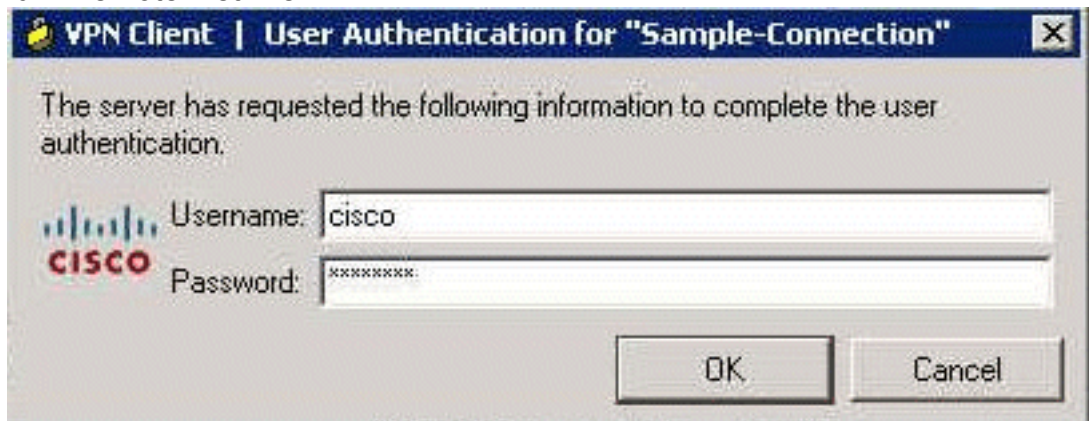 VPN Client | User Authentication for "Sample-Connection"
The server has requested the following information to complete the user
authentication.
Username: cisco
CISCO
Password: ********
OK Cancel